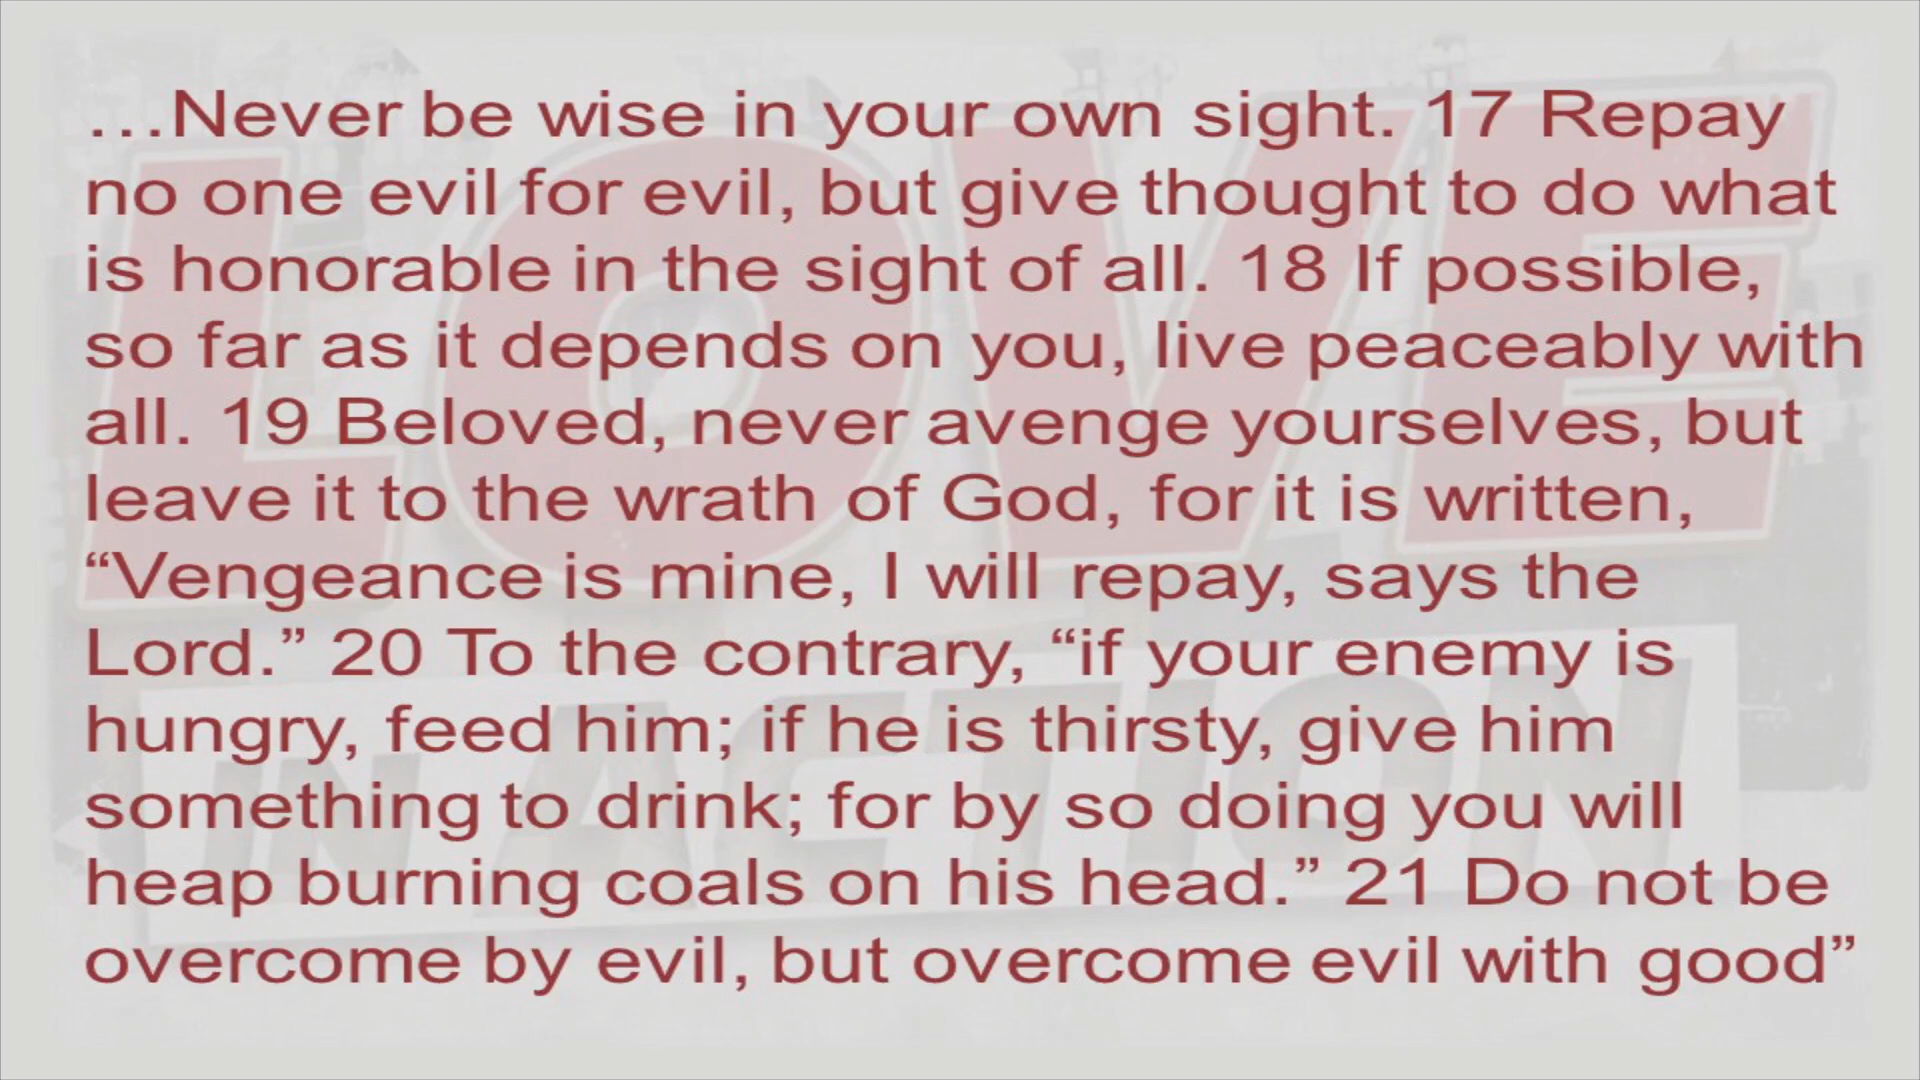 …Never be wise in your own sight. 17 Repay
no one evil for evil, but give thought to do what
is honorable in the sight of all. 18 If possible,
so far as it depends on you, live peaceably with
all. 19 Beloved, never avenge yourselves, but
leave it to the wrath of God, for it is written,
“Vengeance is mine, I will repay, says the
Lord.” 20 To the contrary, “if your enemy is
hungry, feed him; if he is thirsty, give him
something to drink; for by so doing you will
heap burning coals on his head.” 21 Do not be
overcome by evil, but overcome evil with good”
LOVE
IN ACTION